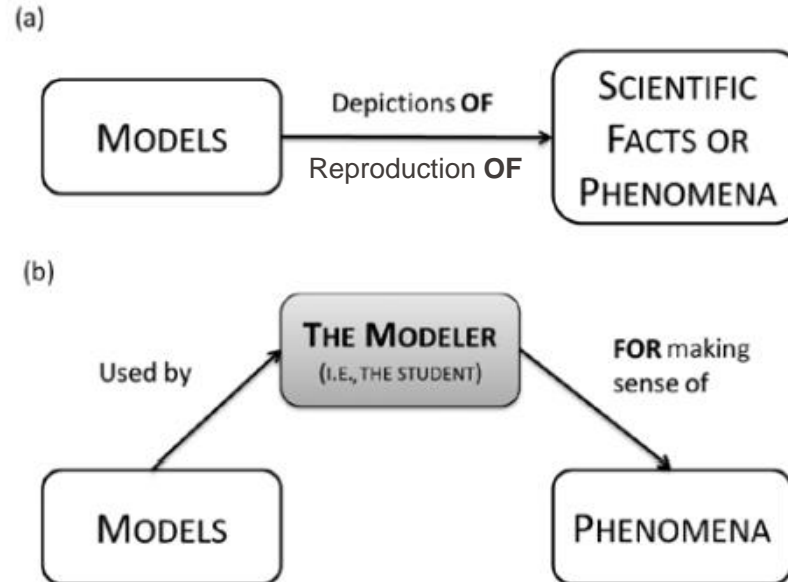 (a)
MODELS
Depictions OF
Reproduction OF
SCIENTIFIC
FACTS OR
PHENOMENA
(b)
THE MODELER
(I.E., THE STUDENT)
Used by
FOR making
sense of
MODELS
PHENOMENA